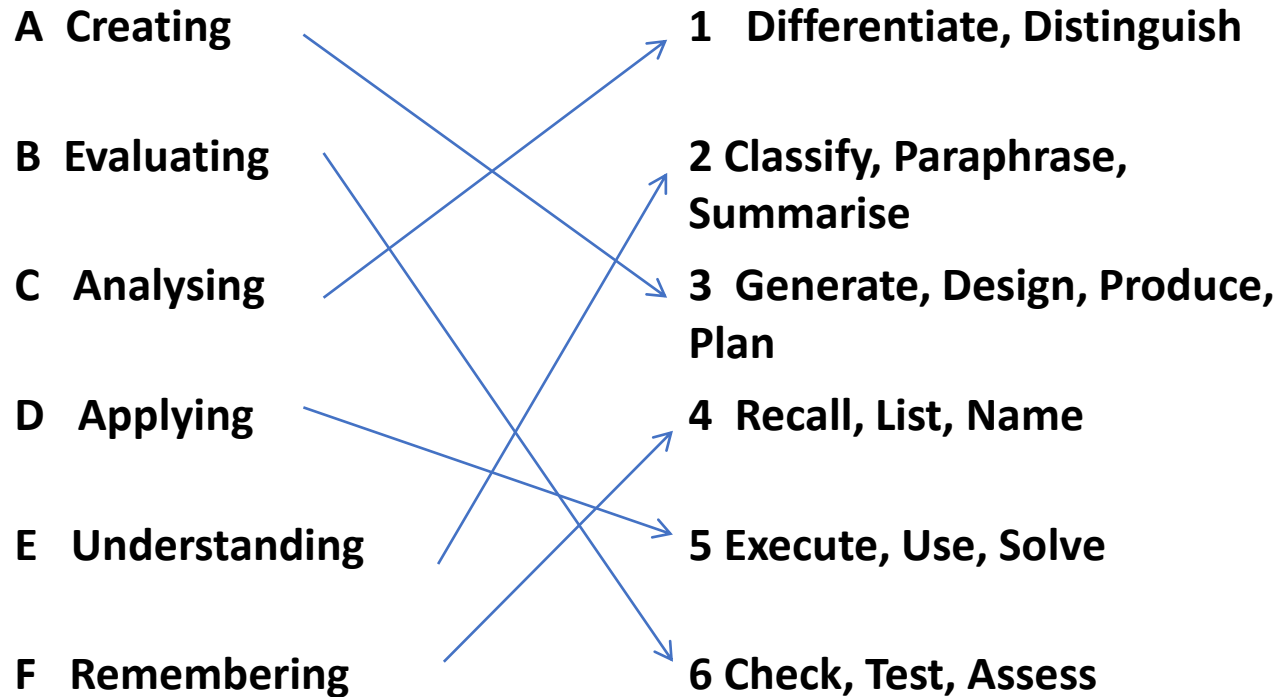 A Creating
1 Differentiate, Distinguish
B Evaluating
2 Classify, Paraphrase,
Summarise
C Analysing
3 Generate, Design, Produce,
Plan
D Applying
4 Recall, List, Name
E Understanding
5 Execute, Use, Solve
F Remembering
6 Check, Test, Assess